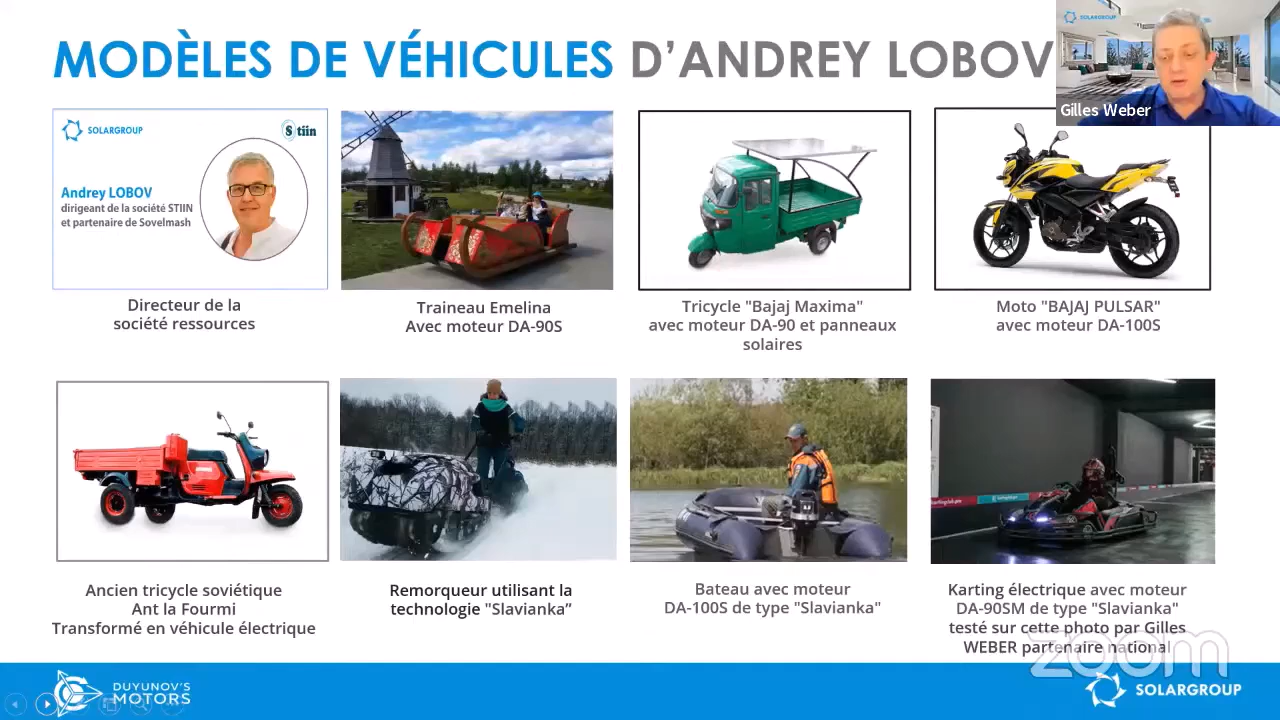 MODÈLES DE VÉHICULES D’ANDREY LOBOV
SOLARGROUP
Gilles Weber
SOLARGROUP
Stiin
Andrey LOBOV
dirigeant de la société STIIN
et partenaire de Sovelmash
Directeur de la
société ressources
Traineau Emelina
Avec moteur DA-90S
Tricycle "Bajaj Maxima"
avec moteur DA-90 et panneaux
solaires
Moto "BAJAJ PULSAR"
avec moteur DA-100S
Ancien tricycle soviétique
Ant la Fourmi
Transformé en véhicule électrique
Remorqueur utilisant la
technologie "Slavianka”
Bateau avec moteur
DA-100S de type "Slavianka"
Karting électrique avec moteur
DA-90SM de type "Slavianka"
testé sur cette photo par Gilles
WEBER partenaire national
zoom
DUYUNOV'S
MOTORS
SOLARGROUP